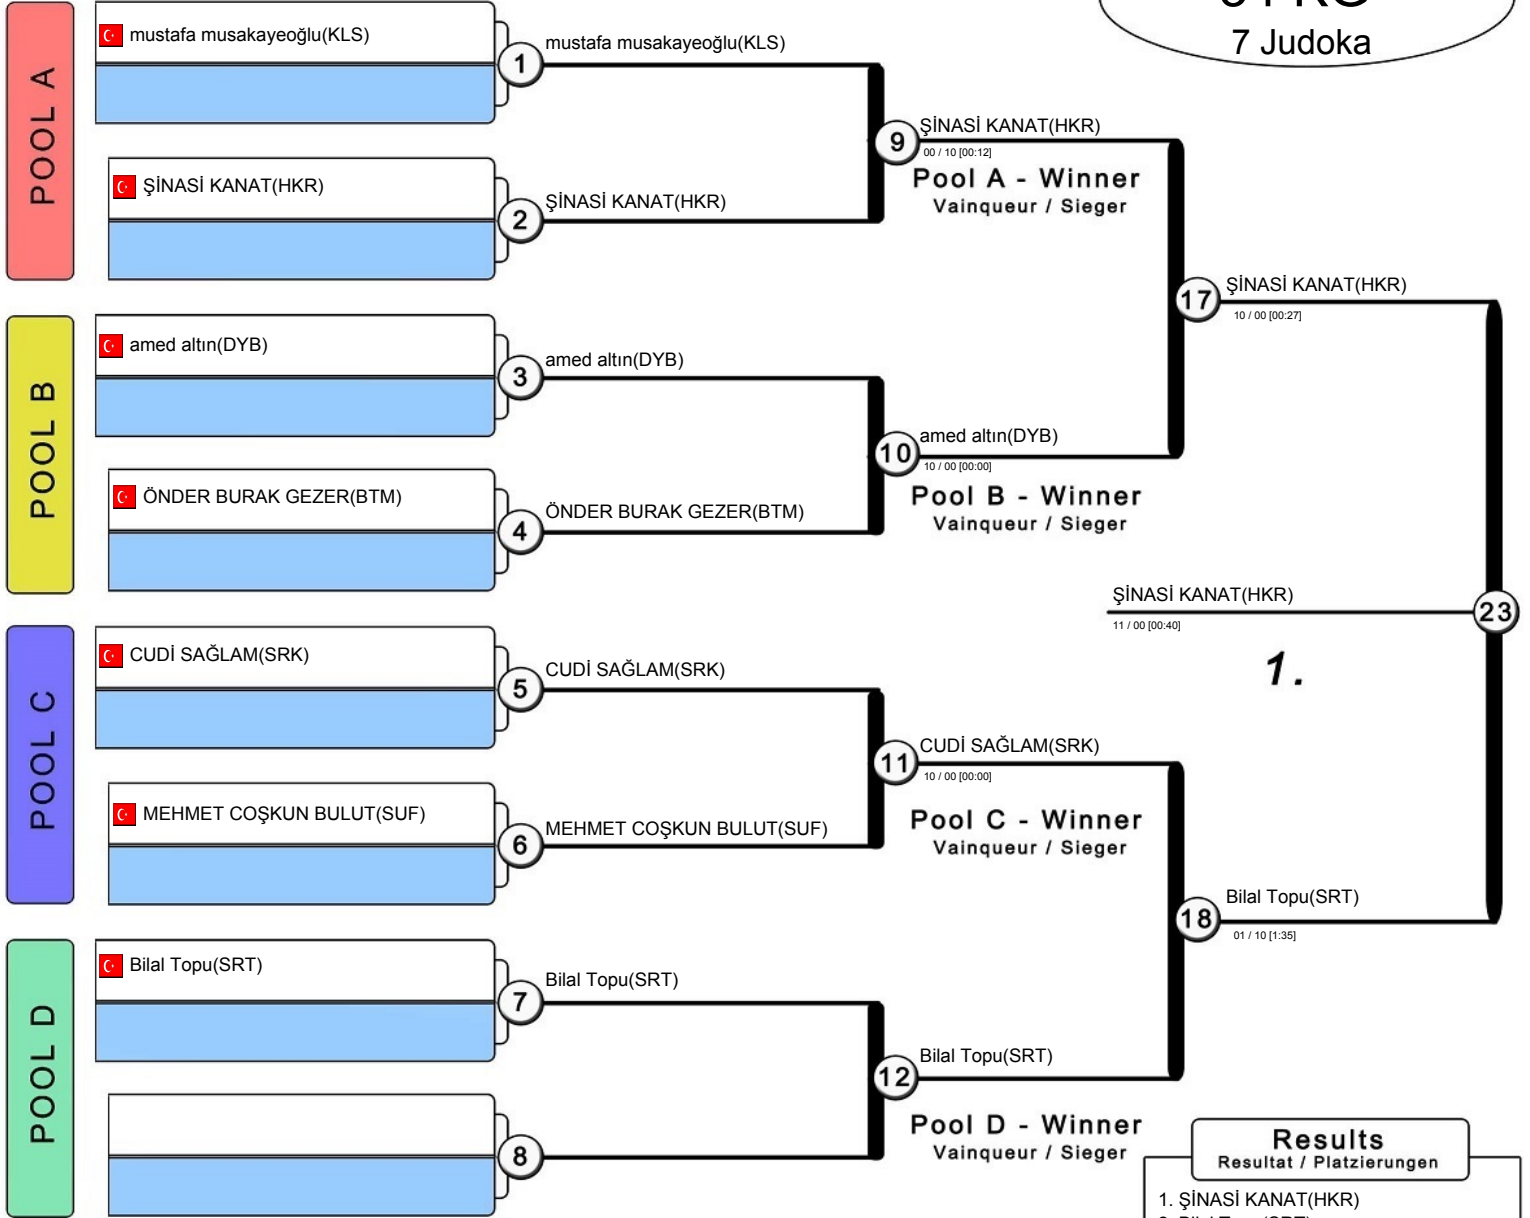 7 Judoka
POOL A
mustafa musakayeoğlu(KLS)
1
mustafa musakayeoğlu(KLS)
ŞİNASİ KANAT(HKR)
2
ŞİNASİ KANAT(HKR)
9
ŞİNASİ KANAT(HKR)
00 / 10 [00:12]
Pool A - Winner
Vainqueur / Sieger
POOL B
amed altın(DYB)
3
amed altın(DYB)
ÖNDER BURAK GEZER(BTM)
4
ÖNDER BURAK GEZER(BTM)
10
amed altın(DYB)
10 / 00 [00:00]
Pool B - Winner
Vainqueur / Sieger
17
ŞİNASİ KANAT(HKR)
10 / 00 [00:27]
ŞİNASİ KANAT(HKR)
23
11 / 00 [00:40]
1.
POOL C
CUDİ SAĞLAM(SRK)
5
CUDİ SAĞLAM(SRK)
MEHMET COŞKUN BULUT(SUF)
6
MEHMET COŞKUN BULUT(SUF)
11
CUDİ SAĞLAM(SRK)
10 / 00 [00:00]
Pool C - Winner
Vainqueur / Sieger
18
Bilal Topu(SRT)
01 / 10 [1:35]
POOL D
Bilal Topu(SRT)
7
Bilal Topu(SRT)
8
12
Bilal Topu(SRT)
Pool D - Winner
Vainqueur / Sieger
Results
Resultat / Platzierungen
1. ŞİNASİ KANAT(HKR)